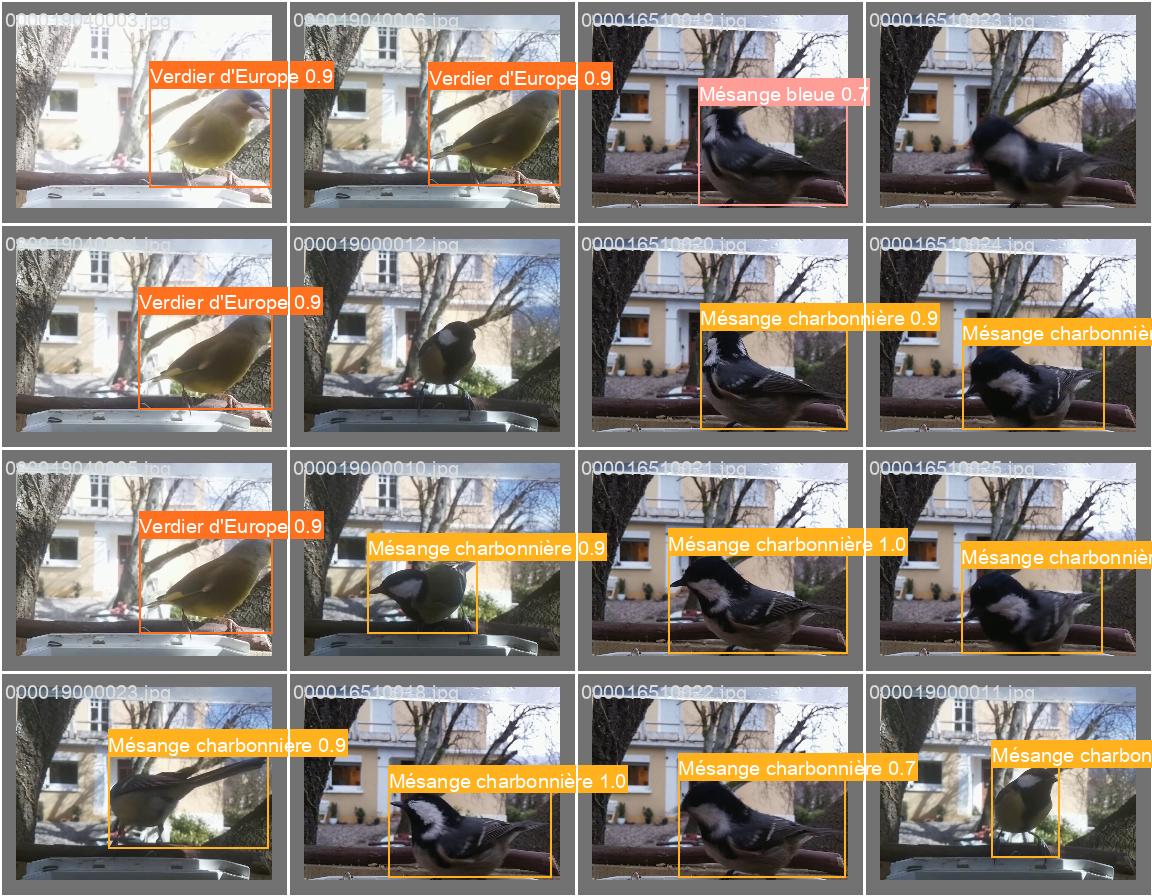 000019040003.jpg
Verdier d'Europe 0.9
000019040006.jpg
Verdier d'Europe 0.9
000016510019.jpg
Mésange bleue 0.7
000016510023.jpg
000019040004.jpg
Verdier d'Europe 0.9
000019000012.jpg
000016510020.jpg
Mésange charbonnière 0.9
000016510024.jpg
Mésange charbonnièr
000019040005.jpg
Verdier d'Europe 0.9
000019000010.jpg
Mésange charbonnière 0.9
000016510021.jpg
Mésange charbonnière 1.0
000016510025.jpg
Mésange charbonnièr
000019000023.jpg
Mésange charbonnière 0.9
000016510018.jpg
Mésange charbonnière 1.0
000016510022.jpg
Mésange charbonnière 0.7
000019000011.jpg
Mésange charbon